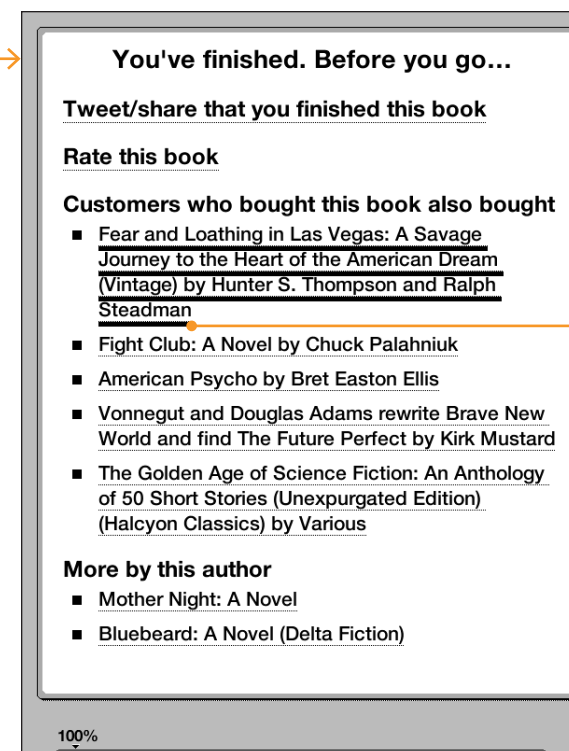 You've finished. Before you go…
Tweet/share that you finished this book
Rate this book
Customers who bought this book also bought
Fear and Loathing in Las Vegas: A Savage
Journey to the Heart of the American Dream
(Vintage) by Hunter S. Thompson and Ralph
Steadman
Fight Club: A Novel by Chuck Palahniuk
American Psycho by Bret Easton Ellis
Vonnegut and Douglas Adams rewrite Brave New
World and find The Future Perfect by Kirk Mustard
The Golden Age of Science Fiction: An Anthology
of 50 Short Stories (Unexpurgated Edition)
(Halcyon Classics) by Various
More by this author
Mother Night: A Novel
Bluebeard: A Novel (Delta Fiction)
100%